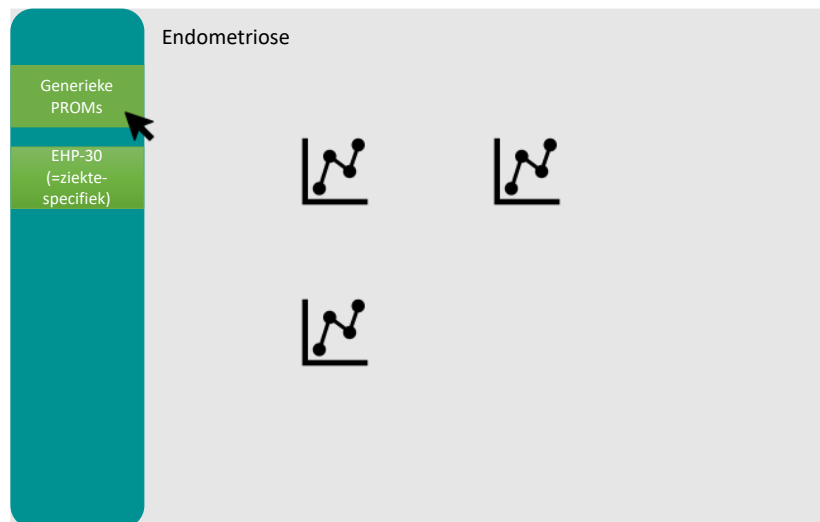 Endometriose
Generieke
PROMs
EHP-30
(=ziekte-
specifiek)